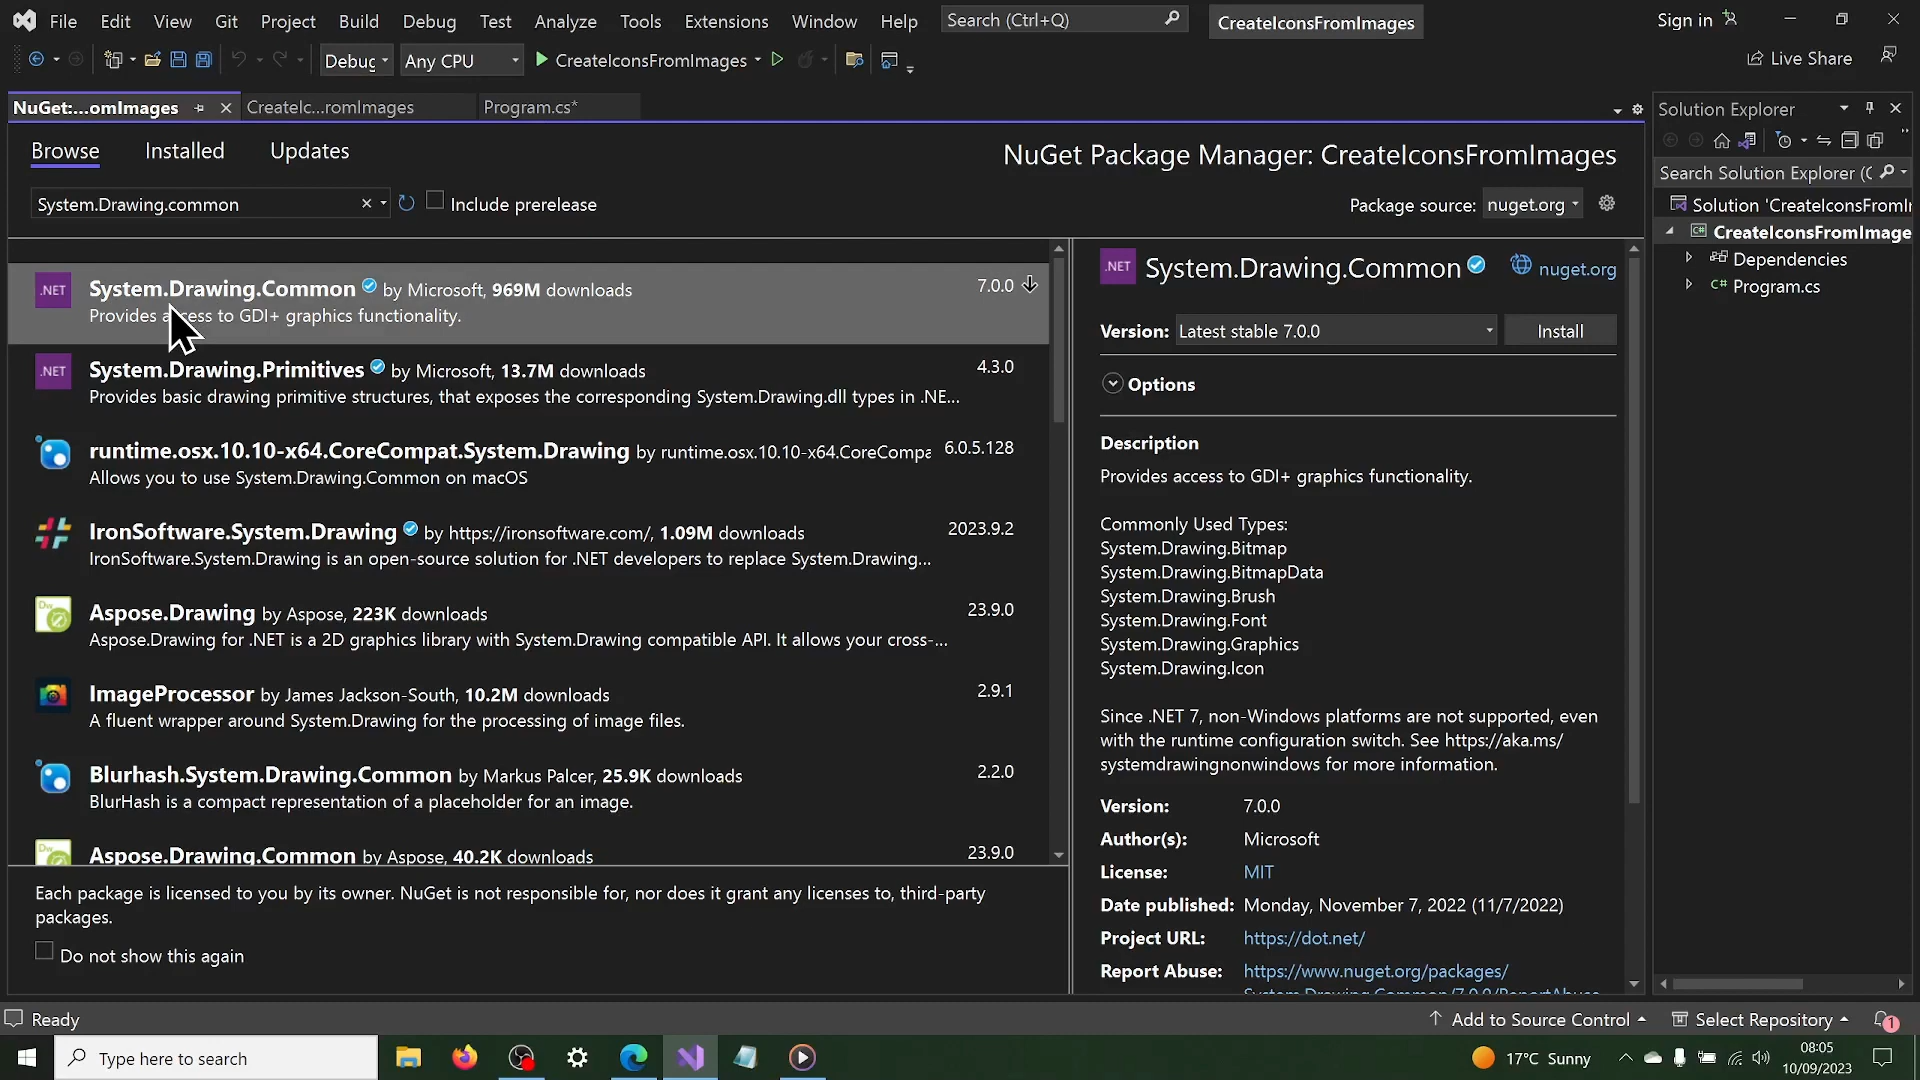 File Edit View Git Project Build Debug Test Analyze Tools Extensions Window Help Search (Ctrl+Q) CreateIconsFromImages Sign in
Debug Any CPU CreateIconsFromImages Live Share
NuGet:...omImages CreateIc...romImages Program.cs* Solution Explorer
Browse Installed Updates NuGet Package Manager: CreateIconsFromImages
System.Drawing.common Include prerelease Package source: nuget.org
Search Solution Explorer (C
Solution 'CreateIconsFromI
CreateIconsFromImage
Dependencies
Program.cs
.NET System.Drawing.Common by Microsoft, 969M downloads 7.0.0
Provides access to GDI+ graphics functionality.
.NET System.Drawing.Primitives by Microsoft, 13.7M downloads 4.3.0
Provides basic drawing primitive structures, that exposes the corresponding System.Drawing.dll types in .NE...
runtime.osx.10.10-x64.CoreCompat.System.Drawing by runtime.osx.10.10-x64.CoreCompa 6.0.5.128
Allows you to use System.Drawing.Common on macOS
IronSoftware.System.Drawing by https://ironsoftware.com/, 1.09M downloads 2023.9.2
IronSoftware.System.Drawing is an open-source solution for .NET developers to replace System.Drawing...
Aspose.Drawing by Aspose, 223K downloads 23.9.0
Aspose.Drawing for .NET is a 2D graphics library with System.Drawing compatible API. It allows your cross-...
ImageProcessor by James Jackson-South, 10.2M downloads 2.9.1
A fluent wrapper around System.Drawing for the processing of image files.
Blurhash.System.Drawing.Common by Markus Palcer, 25.9K downloads 2.2.0
BlurHash is a compact representation of a placeholder for an image.
Aspose.Drawing.Common by Aspose, 40.2K downloads 23.9.0
Each package is licensed to you by its owner. NuGet is not responsible for, nor does it grant any licenses to, third-party
packages.
Do not show this again
.NET System.Drawing.Common nuget.org
Version: Latest stable 7.0.0 Install
Options
Description
Provides access to GDI+ graphics functionality.
Commonly Used Types:
System.Drawing.Bitmap
System.Drawing.BitmapData
System.Drawing.Brush
System.Drawing.Font
System.Drawing.Graphics
System.Drawing.Icon
Since .NET 7, non-Windows platforms are not supported, even
with the runtime configuration switch. See https://aka.ms/
systemdrawingnonwindows for more information.
Version: 7.0.0
Author(s): Microsoft
License: MIT
Date published: Monday, November 7, 2022 (11/7/2022)
Project URL: https://dot.net/
Report Abuse: https://www.nuget.org/packages/
System.Drawing.Common/7.0.0/ReportAbuse
Ready Add to Source Control Select Repository 1
Type here to search 17°C Sunny 08:05
10/09/2023